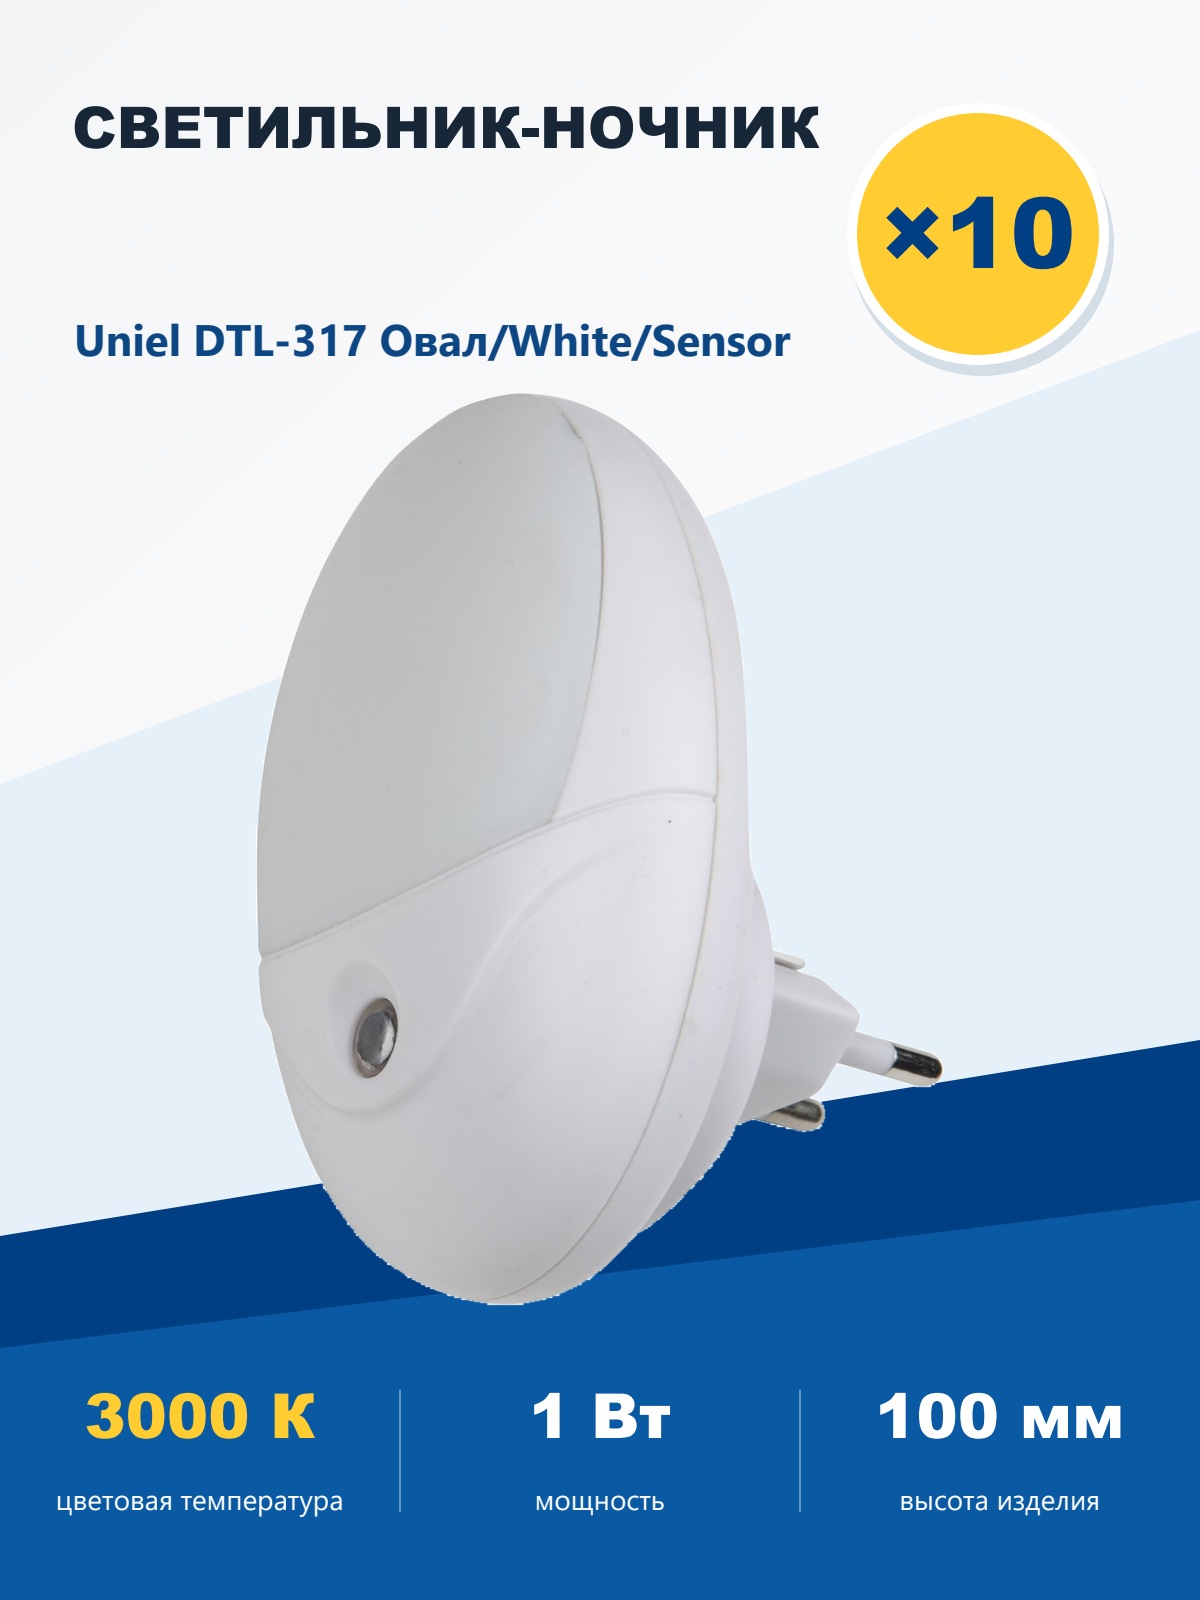 СВЕТИЛЬНИК-НОЧНИК
×10
Uniel DTL-317 Овал/White/Sensor
3000 К
1 Вт
100 мм
цветовая температура
мощность
высота изделия